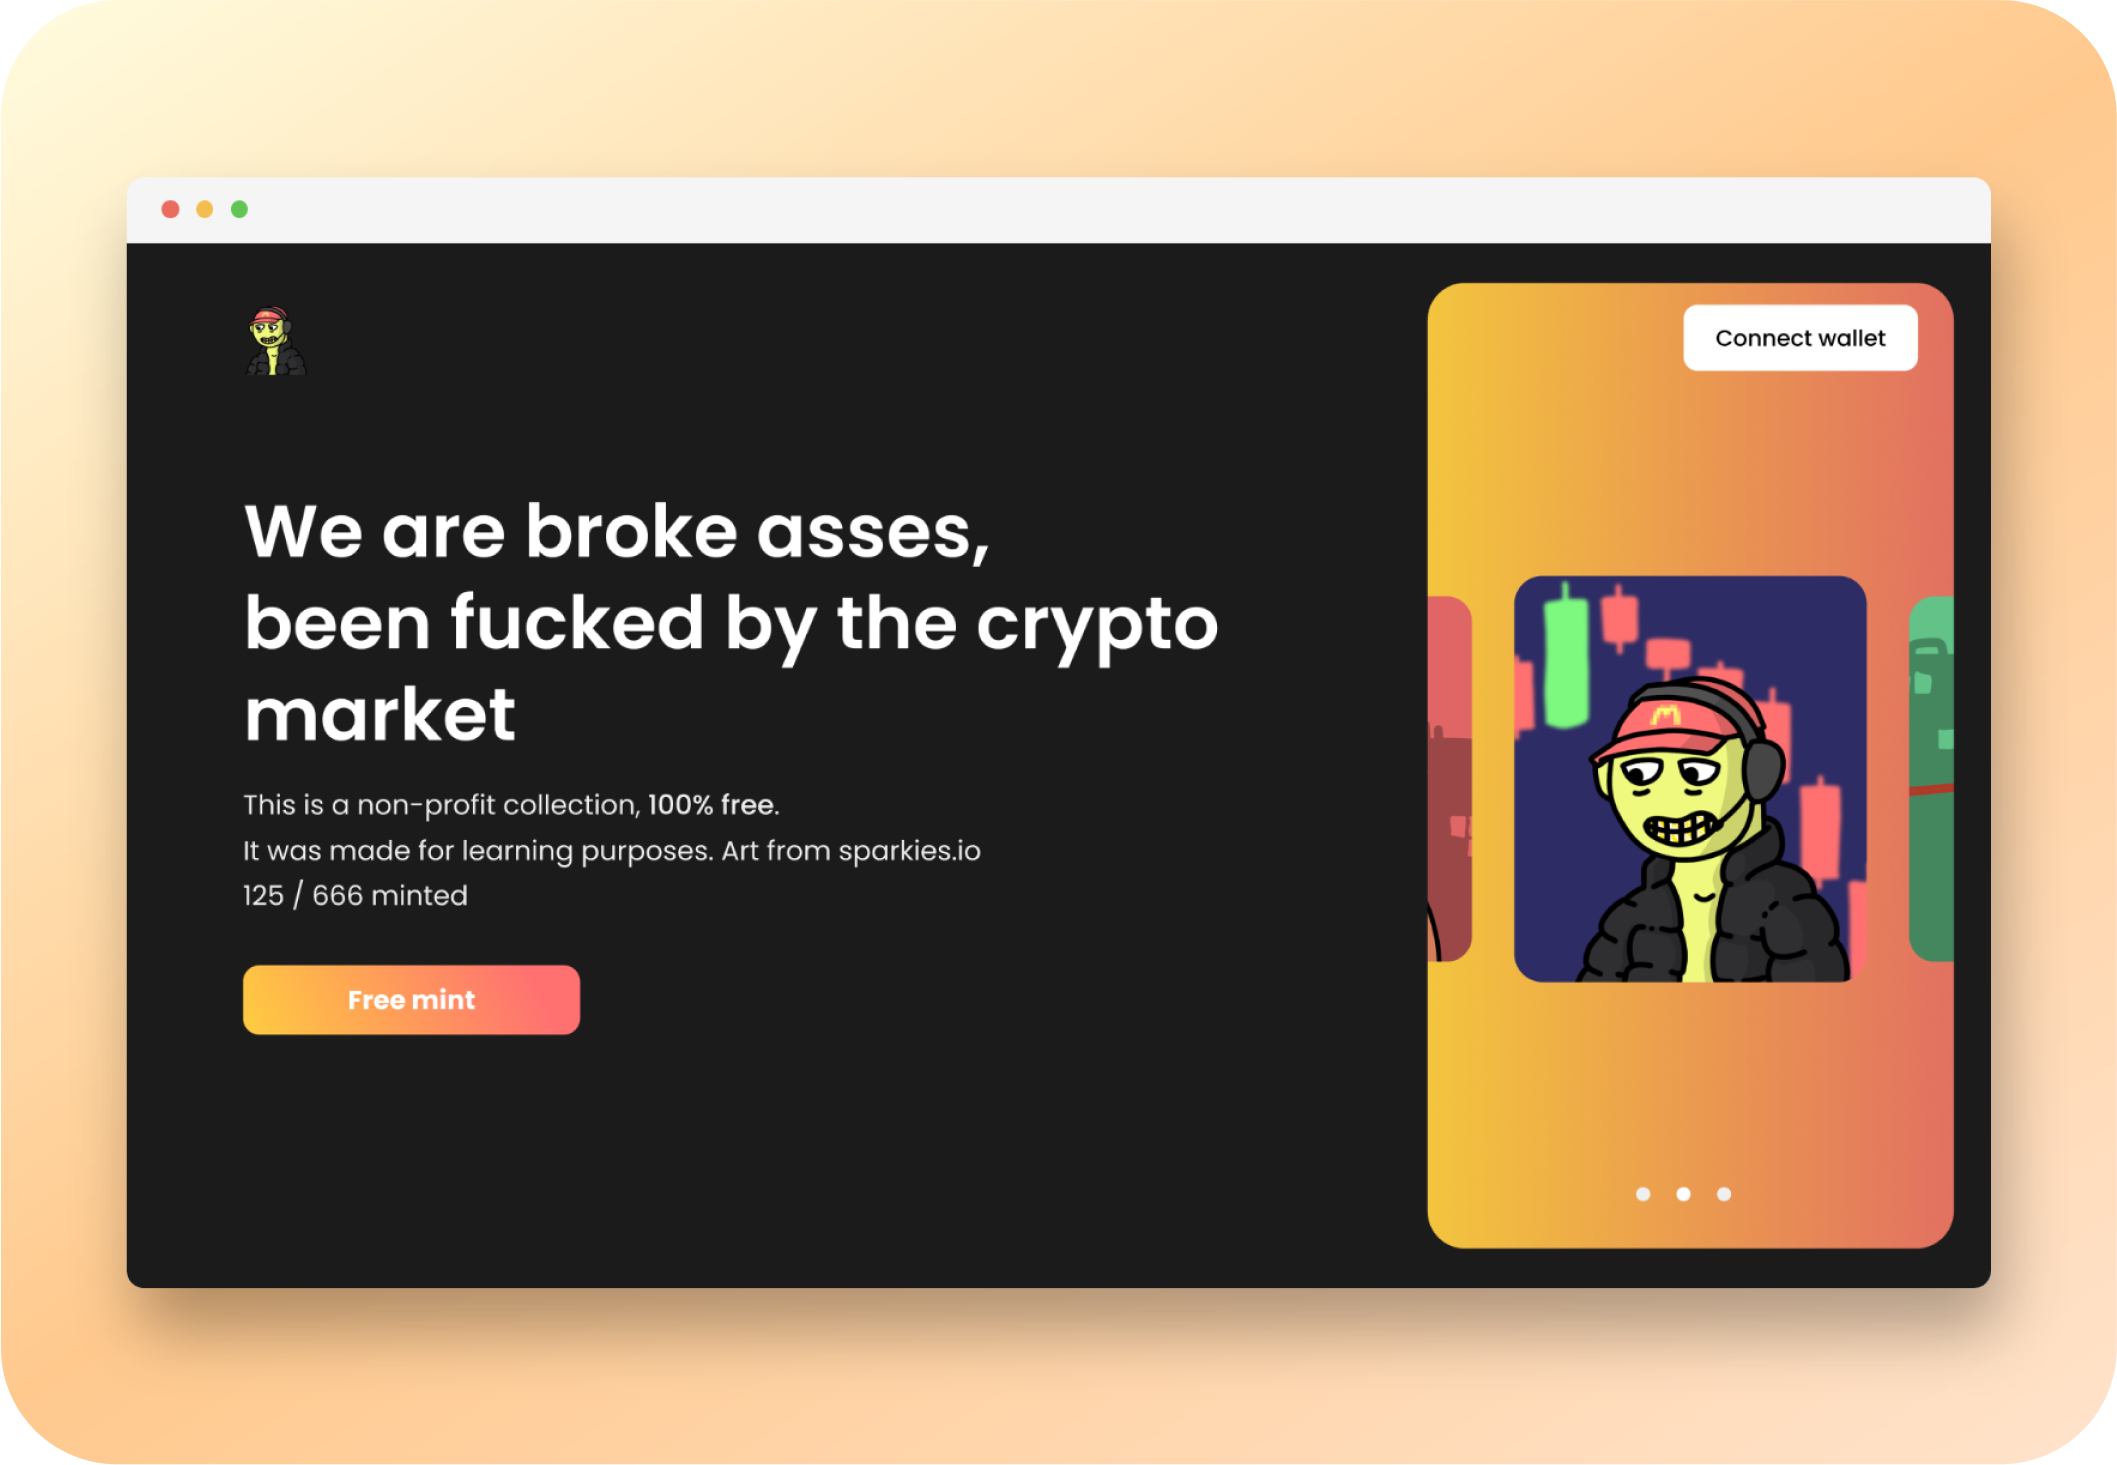 Connect wallet
We are broke asses,
been fucked by the crypto
market
This is a non-profit collection, 100% free.
It was made for learning purposes. Art from sparkies.io
125 / 666 minted
Free mint
M